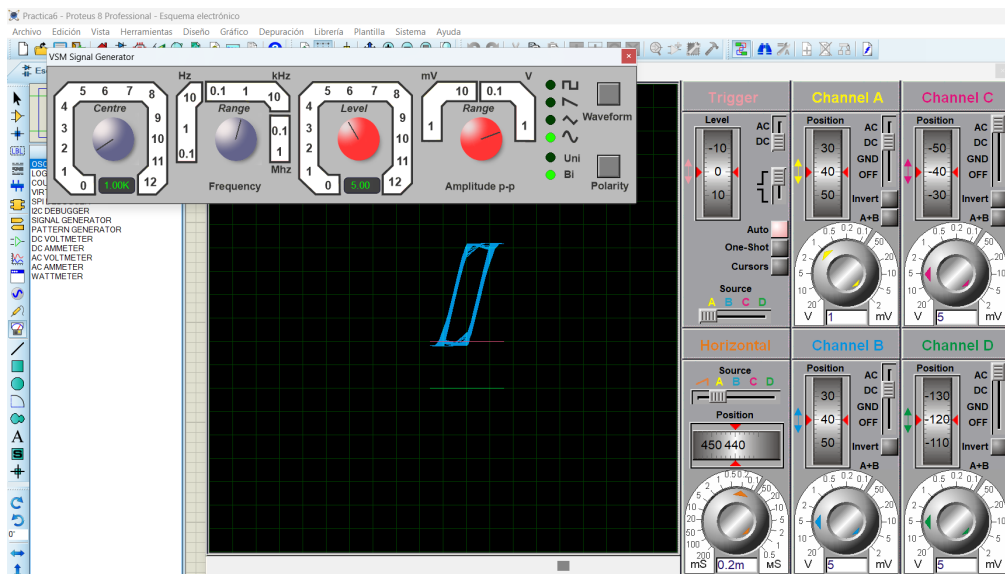 Practica6 - Proteus 8 Professional - Esquema electrónico
Archivo Edición Vista Herramientas Diseño Gráfico Depuración Librería Plantilla Sistema Ayuda
VSM Signal Generator
Centre
0 1 2 3 4 5 6 7 8 9 10 11 12
1.00K
Hz kHz
Range
0.1 1 10 0.1 1 10 0.1 1
Mhz
Frequency
Level
0 1 2 3 4 5 6 7 8 9 10 11 12
5.00
mV V
Range
1 10 0.1 1
Amplitude p-p
Waveform
Uni
Bi
Polarity
SIGNAL GENERATOR
PATTERN GENERATOR
DC VOLTMETER
DC AMMETER
AC VOLTMETER
AC AMMETER
WATTMETER
I2C DEBUGGER
LBL
A
S
0°
Trigger
Level
-10
0
10
AC
DC
Auto
One-Shot
Cursors
Source
A B C D
Channel A
Position
30
40
50
AC
DC
GND
OFF
Invert
A+B
V 1 mV
Channel C
Position
-50
-40
-30
AC
DC
GND
OFF
Invert
A+B
V 5 mV
Horizontal
Source
A B C D
Position
450 440
mS 0.2m
Channel B
Position
30
40
50
AC
DC
GND
OFF
Invert
A+B
V 5 mV
Channel D
Position
-130
-120
-110
AC
DC
GND
OFF
Invert
A+B
V 5 mV